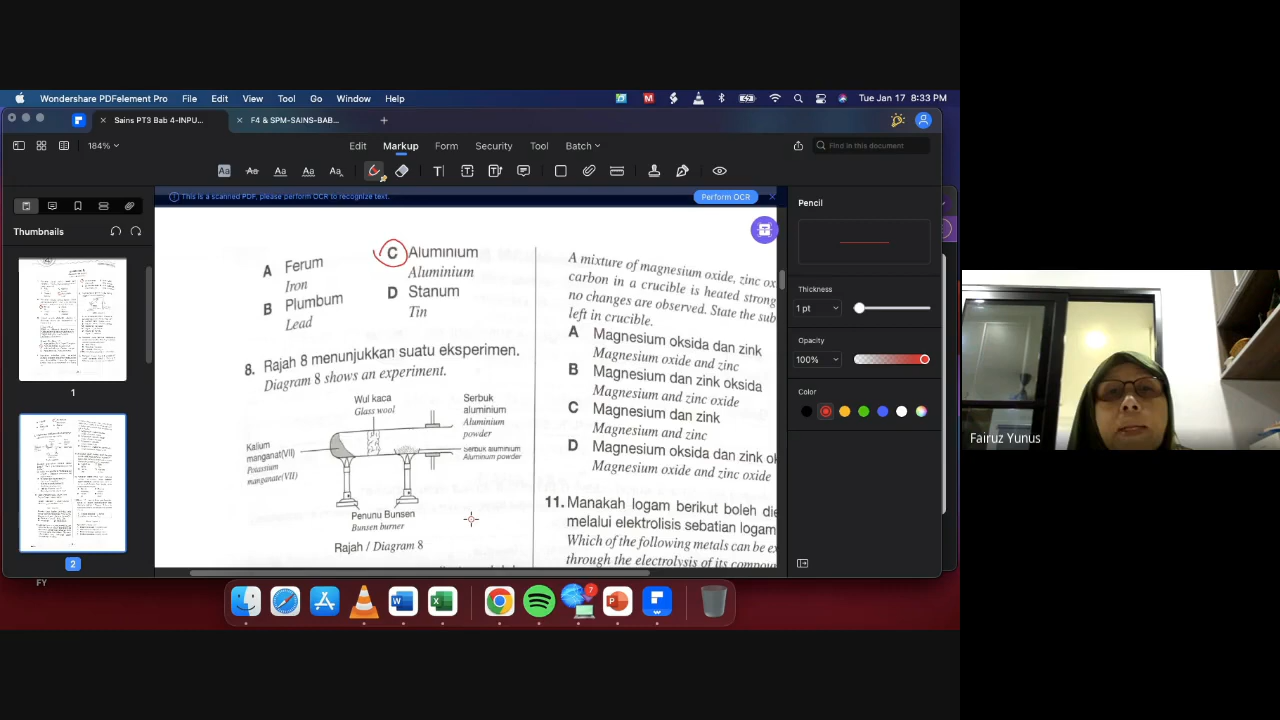 Wondershare PDFelement Pro File Edit View Tool Go Window Help
Tue Jan 17 8:33 PM
Sains PT3 Bab 4-INPU...
F4 & SPM-SAINS-BAB...
184%
Edit Markup Form Security Tool Batch
Find in this document
This is a scanned PDF, please perform OCR to recognize text.
Perform OCR
Thumbnails
1
2
A Ferum
Iron
B Plumbum
Lead
C Aluminium
Aluminium
D Stanum
Tin
8. Rajah 8 menunjukkan suatu eksperimen.
Diagram 8 shows an experiment.
Wul kaca
Glass wool
Serbuk
aluminium
Aluminium
powder
Serbuk aluminium
Aluminum powder
Kalium
manganat(VII)
Potassium
manganate(VII)
Penunu Bunsen
Bunsen burner
Rajah / Diagram 8
A mixture of magnesium oxide, zinc ox
carbon in a crucible is heated strong
no changes are observed. State the sub
left in crucible.
A Magnesium oksida dan zink
Magnesium oxide and zinc
B Magnesium dan zink oksida
Magnesium and zinc oxide
C Magnesium dan zink
Magnesium and zinc
D Magnesium oksida dan zink ok
Magnesium oxide and zinc oxide
11. Manakah logam berikut boleh die
melalui elektrolisis sebatian logam
Which of the following metals can be ex
through the electrolysis of its compou
Pencil
Thickness
1 pt
Opacity
100%
Color
FY
7
Fairuz Yunus